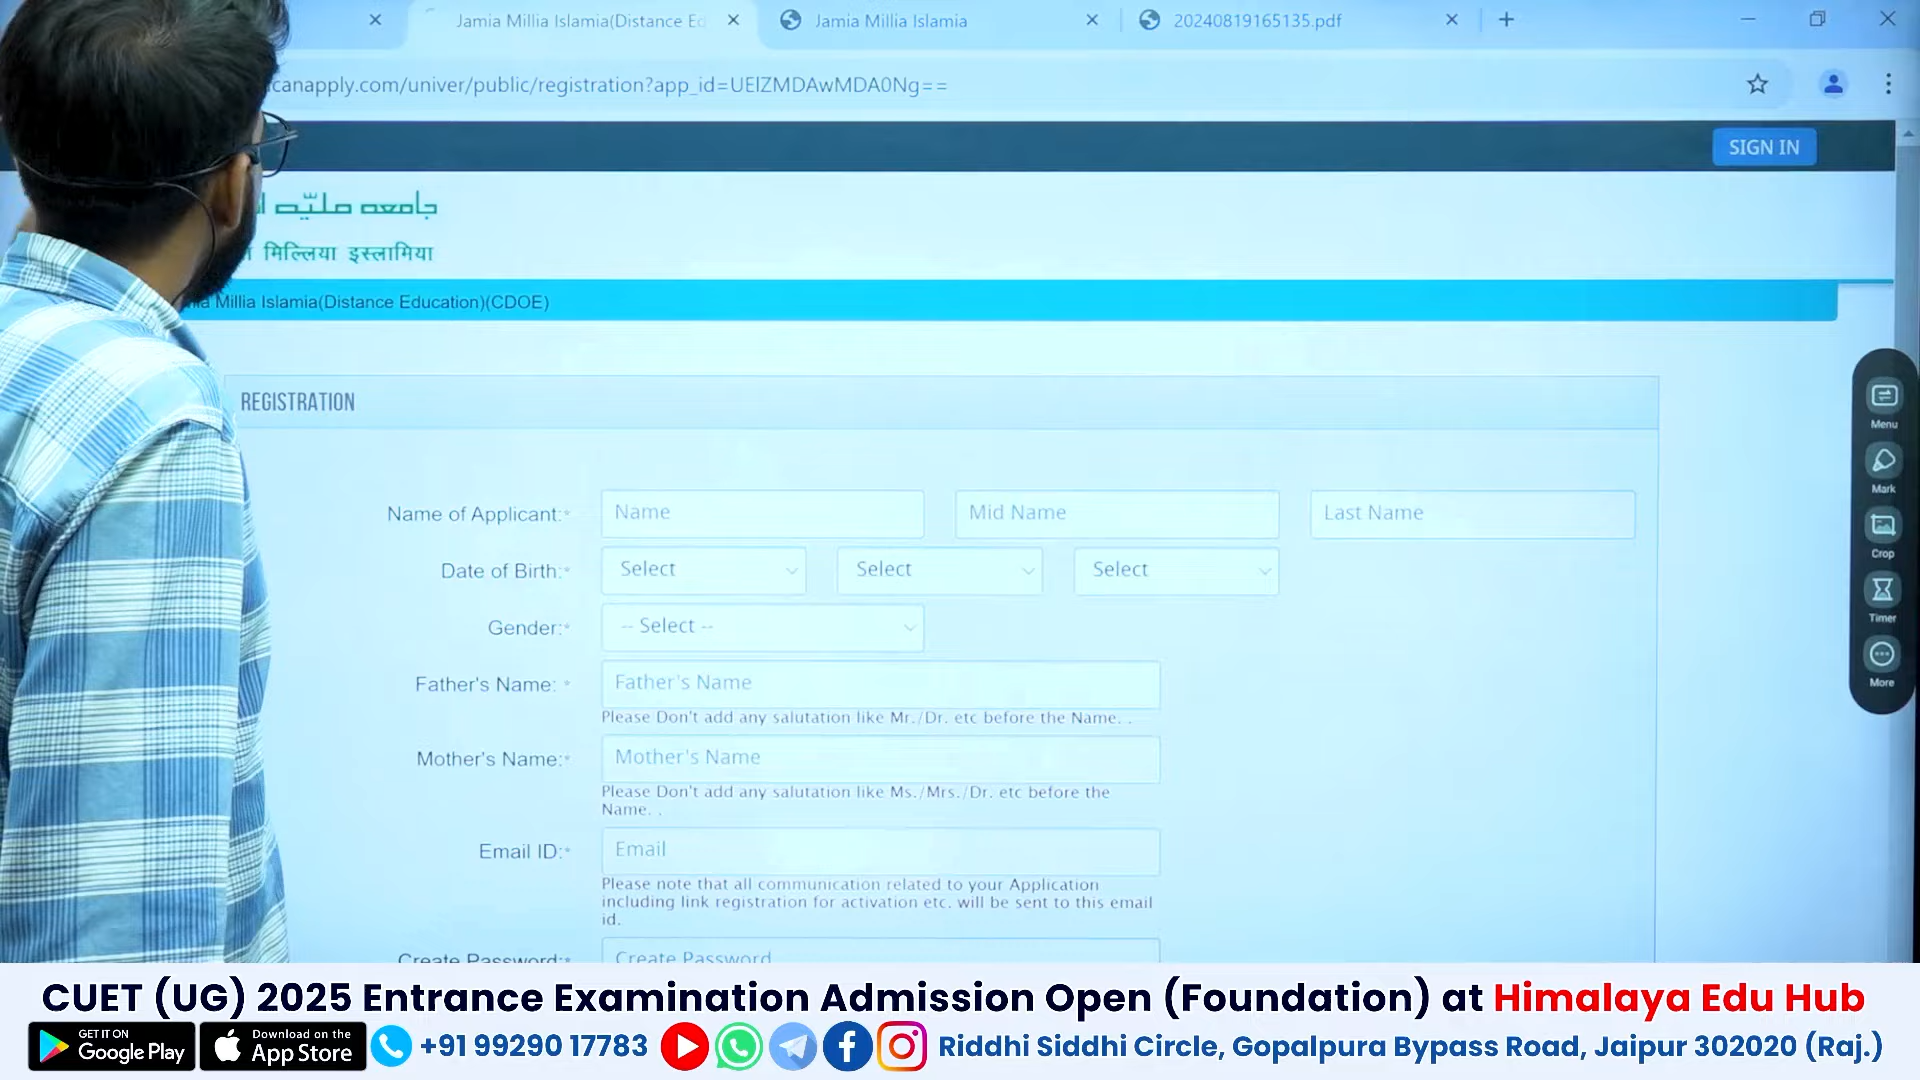 Jamia Millia Islamia(Distance Ed
Jamia Millia Islamia
20240819165135.pdf
canapply.com/univer/public/registration?app_id=UElZMDAwMDA0Ng==
SIGN IN
جامعه ملیّه ا
मिल्लिया इस्लामिया
Millia Islamia(Distance Education)(CDOE)
REGISTRATION
Name of Applicant:* Name Mid Name Last Name
Date of Birth:* Select Select Select
Gender:* -- Select --
Father's Name: * Father's Name
Please Don't add any salutation like Mr./Dr. etc before the Name. .
Mother's Name:* Mother's Name
Please Don't add any salutation like Ms./Mrs./Dr. etc before the
Name. .
Email ID:* Email
Please note that all communication related to your Application
including link registration for activation etc. will be sent to this email
id.
Create Password:* Create Password
Menu
Mark
Crop
Timer
More
CUET (UG) 2025 Entrance Examination Admission Open (Foundation) at Himalaya Edu Hub
GET IT ON
Google Play
Download on the
App Store
+91 99290 17783
Riddhi Siddhi Circle, Gopalpura Bypass Road, Jaipur 302020 (Raj.)